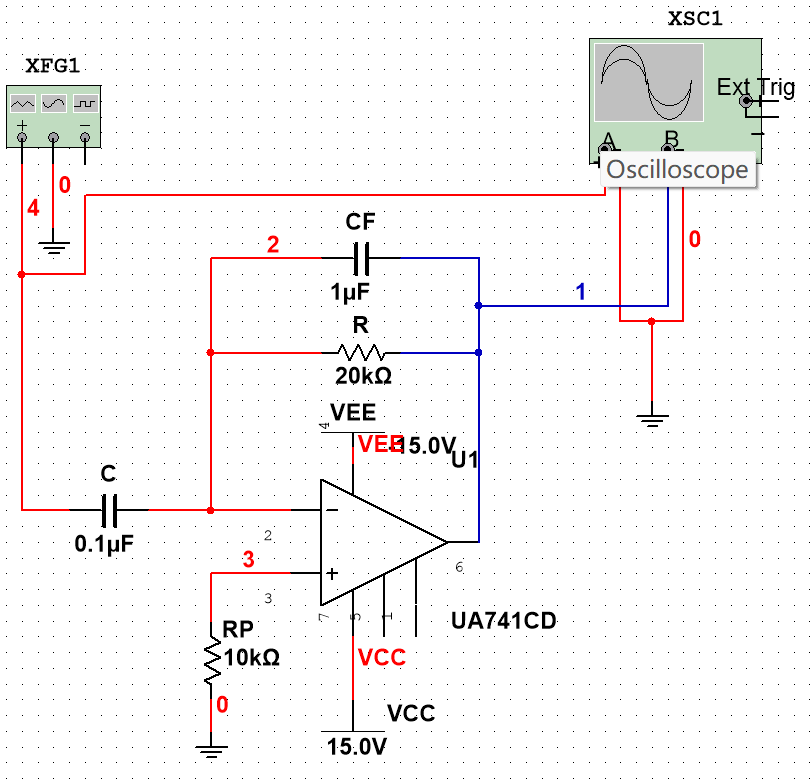 XSC1
XFG1
Ext Trig
+
−
A
B
Oscilloscope
0
4
CF
2
0
1µF
1
R
20kΩ
VEE
4
VEE
-15.0V
U1
C
0.1µF
2
3
6
3
7
5
1
UA741CD
RP
10kΩ
VCC
0
VCC
15.0V